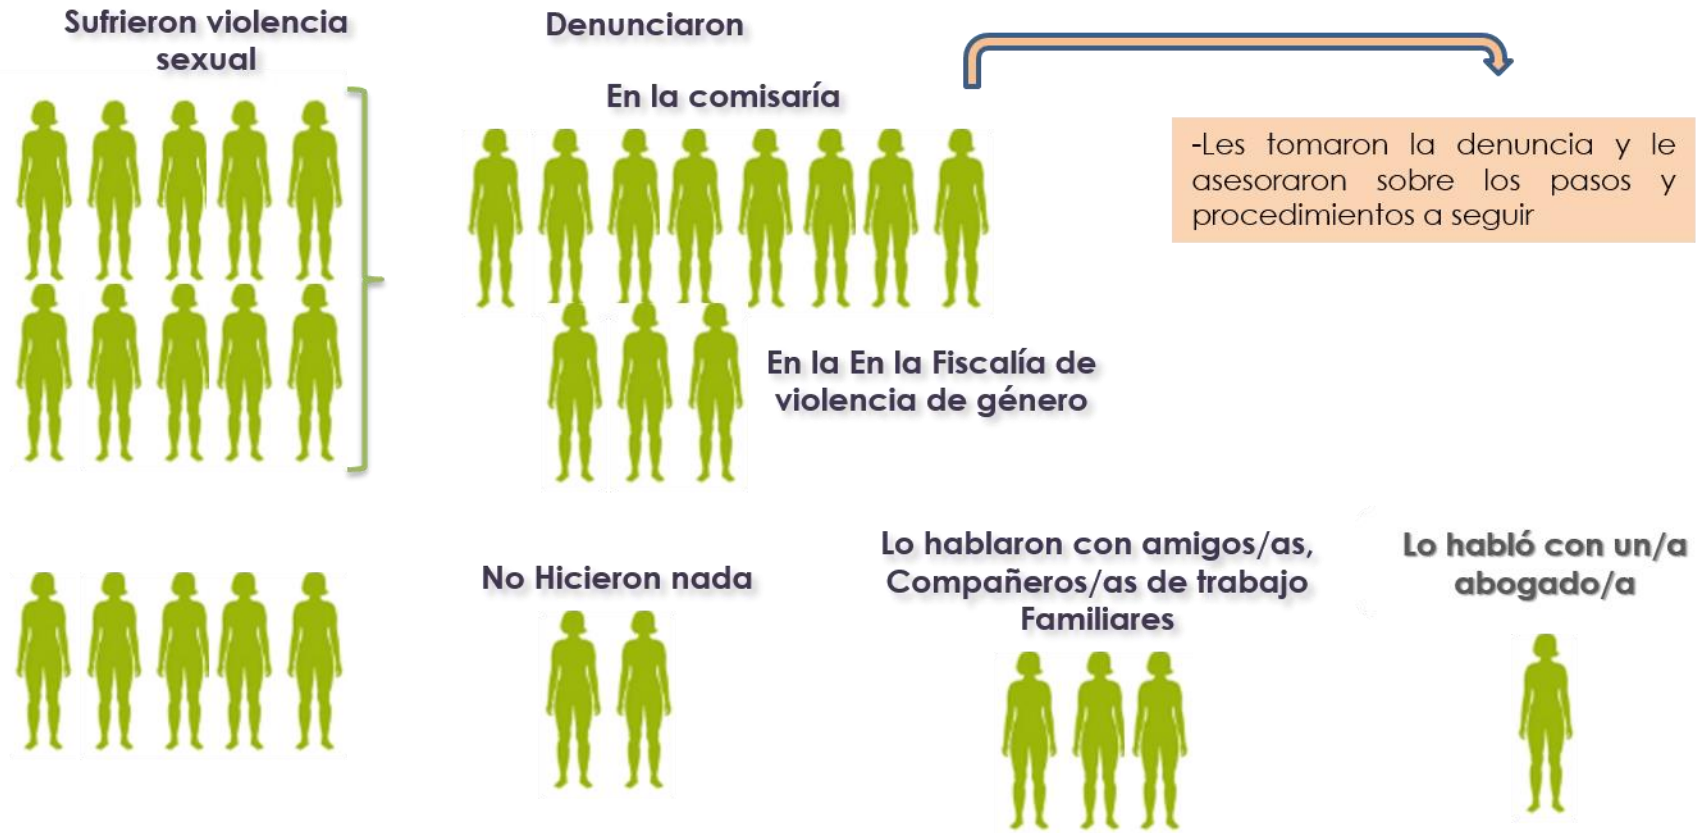 Sufrieron violencia
sexual
Denunciaron
En la comisaría
-Les tomaron la denuncia y le
asesoraron sobre los pasos y
procedimientos a seguir
En la En la Fiscalía de
violencia de género
No Hicieron nada
Lo hablaron con amigos/as,
Compañeros/as de trabajo
Familiares
Lo habló con un/a
abogado/a